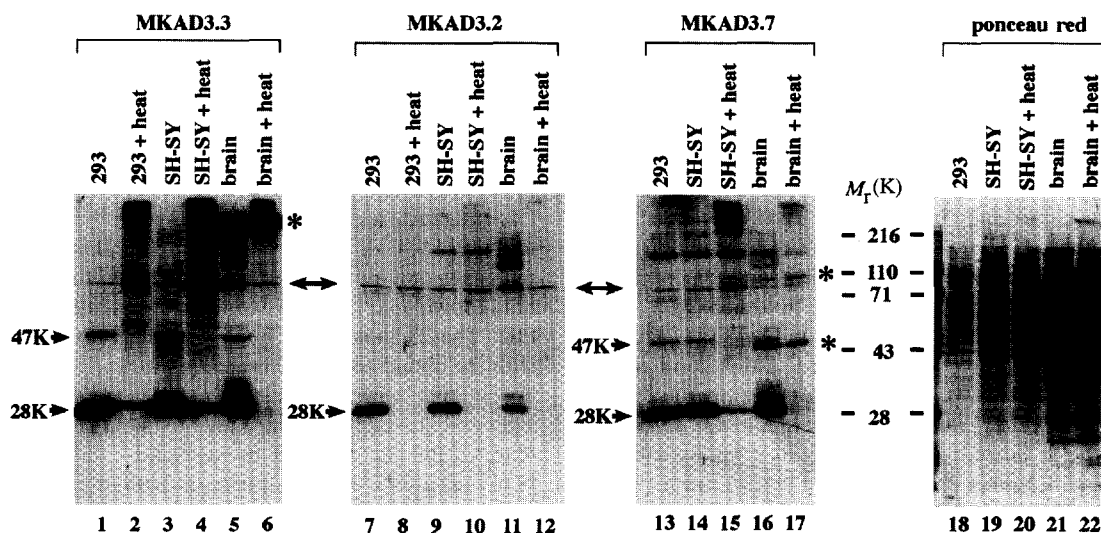 MKAD3.3 MKAD3.2 MKAD3.7 ponceau red
293 293 + heat SH-SY SH-SY + heat brain brain + heat 293 293 + heat SH-SY SH-SY + heat brain brain + heat 293 SH-SY SH-SY + heat brain brain + heat 293 SH-SY SH-SY + heat brain brain + heat
Mr(K)
* 216
* 110
71
47K 47K * 43
28K 28K 28K 28
1 2 3 4 5 6 7 8 9 10 11 12 13 14 15 16 17 18 19 20 21 22